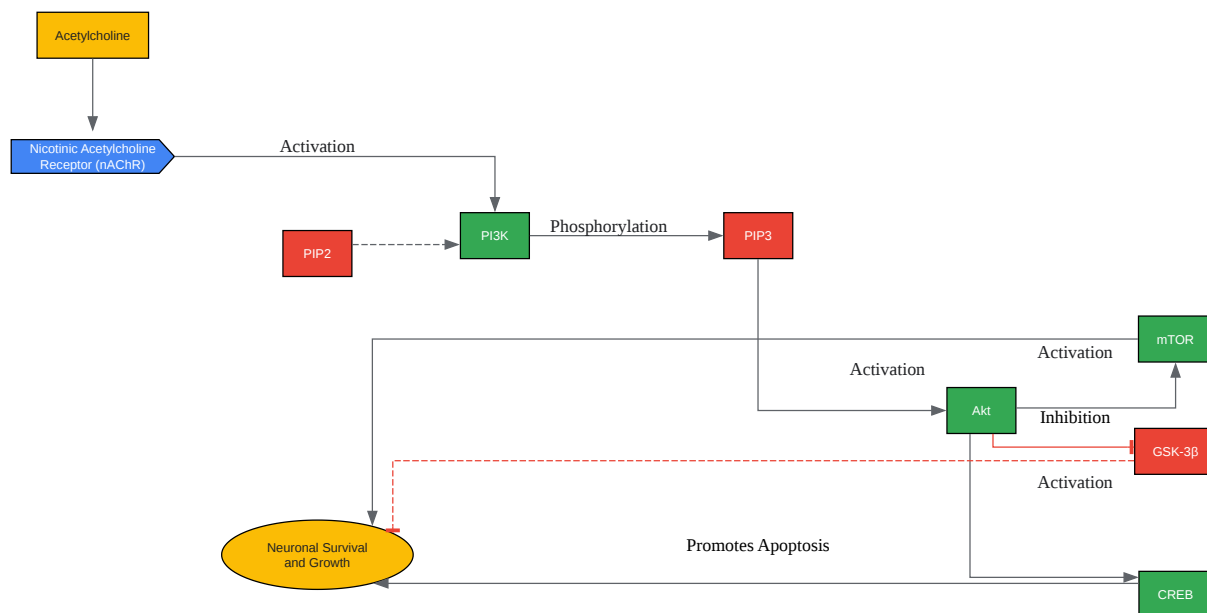 Acetylcholine
Nicotinic Acetylcholine
Receptor (nAChR)
Activation
PI3K
Phosphorylation
PIP3
PIP2
mTOR
Activation
Activation
Akt
Inhibition
GSK-3β
Activation
Neuronal Survival
and Growth
Promotes Apoptosis
CREB